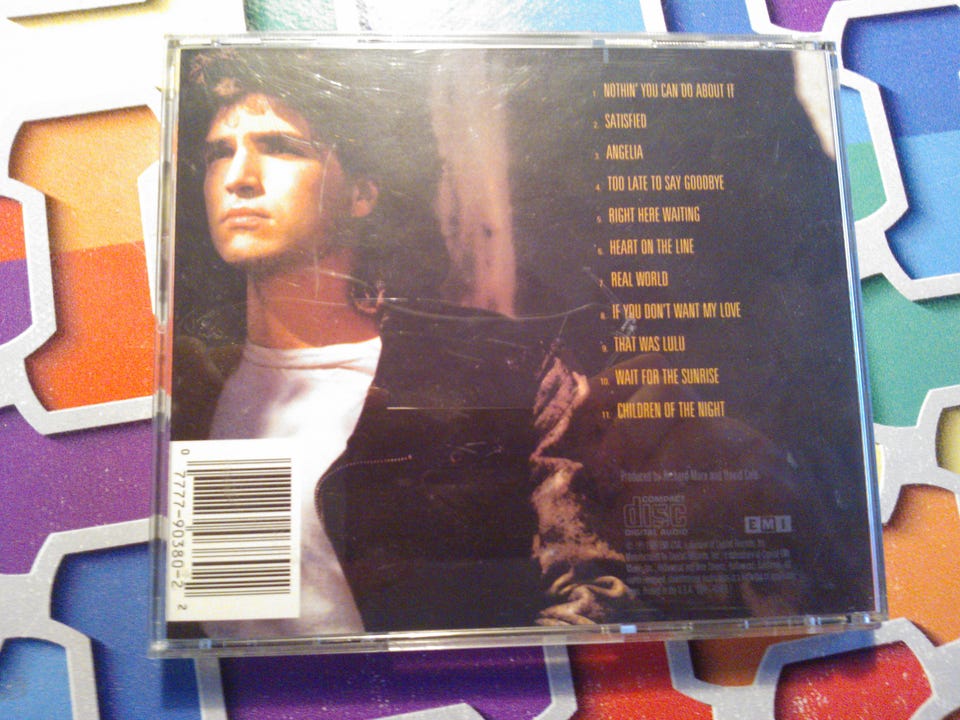 1. NOTHIN' YOU CAN DO ABOUT IT
2. SATISFIED
3. ANGELIA
4. TOO LATE TO SAY GOODBYE
5. RIGHT HERE WAITING
6. HEART ON THE LINE
7. REAL WORLD
8. IF YOU DON'T WANT MY LOVE
9. THAT WAS LULU
10. WAIT FOR THE SUNRISE
11. CHILDREN OF THE NIGHT
Produced by Richard Marx and David Cole
COMPACT
disc
DIGITAL AUDIO
EMI
0 7777-90380-2 2